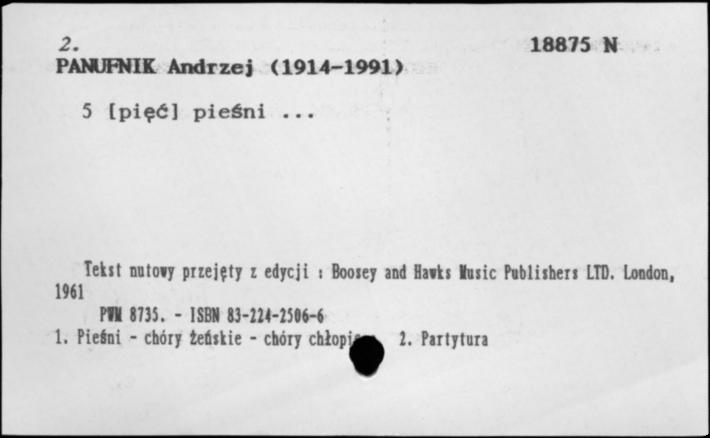 2.
18875 N
PANUFNIK Andrzej (1914-1991)
5 [pięć] pieśni ...
Tekst nutowy przejęty z edycji : Boosey and Hawks Music Publishers LTD. London,
1961
PWM 8735. - ISBN 83-224-2506-6
1. Pieśni - chóry żeńskie - chóry 2. Partytura